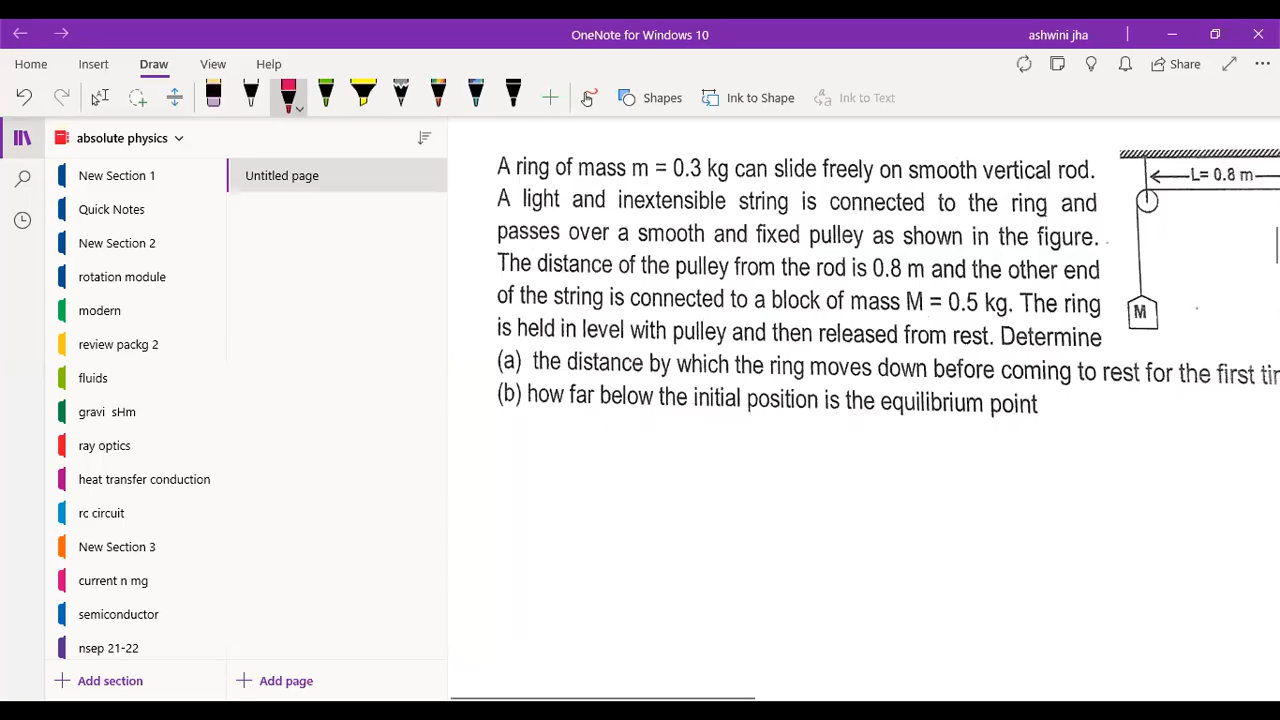 OneNote for Windows 10
ashwini jha
Home Insert Draw View Help
Share
Shapes Ink to Shape Ink to Text
absolute physics
New Section 1
Quick Notes
New Section 2
rotation module
modern
review packg 2
fluids
gravi sHm
ray optics
heat transfer conduction
rc circuit
New Section 3
current n mg
semiconductor
nsep 21-22
Add section
Untitled page
Add page
A ring of mass m = 0.3 kg can slide freely on smooth vertical rod.
A light and inextensible string is connected to the ring and
passes over a smooth and fixed pulley as shown in the figure.
The distance of the pulley from the rod is 0.8 m and the other end
of the string is connected to a block of mass M = 0.5 kg. The ring
is held in level with pulley and then released from rest. Determine
(a) the distance by which the ring moves down before coming to rest for the first
(b) how far below the initial position is the equilibrium point
L= 0.8 m
M